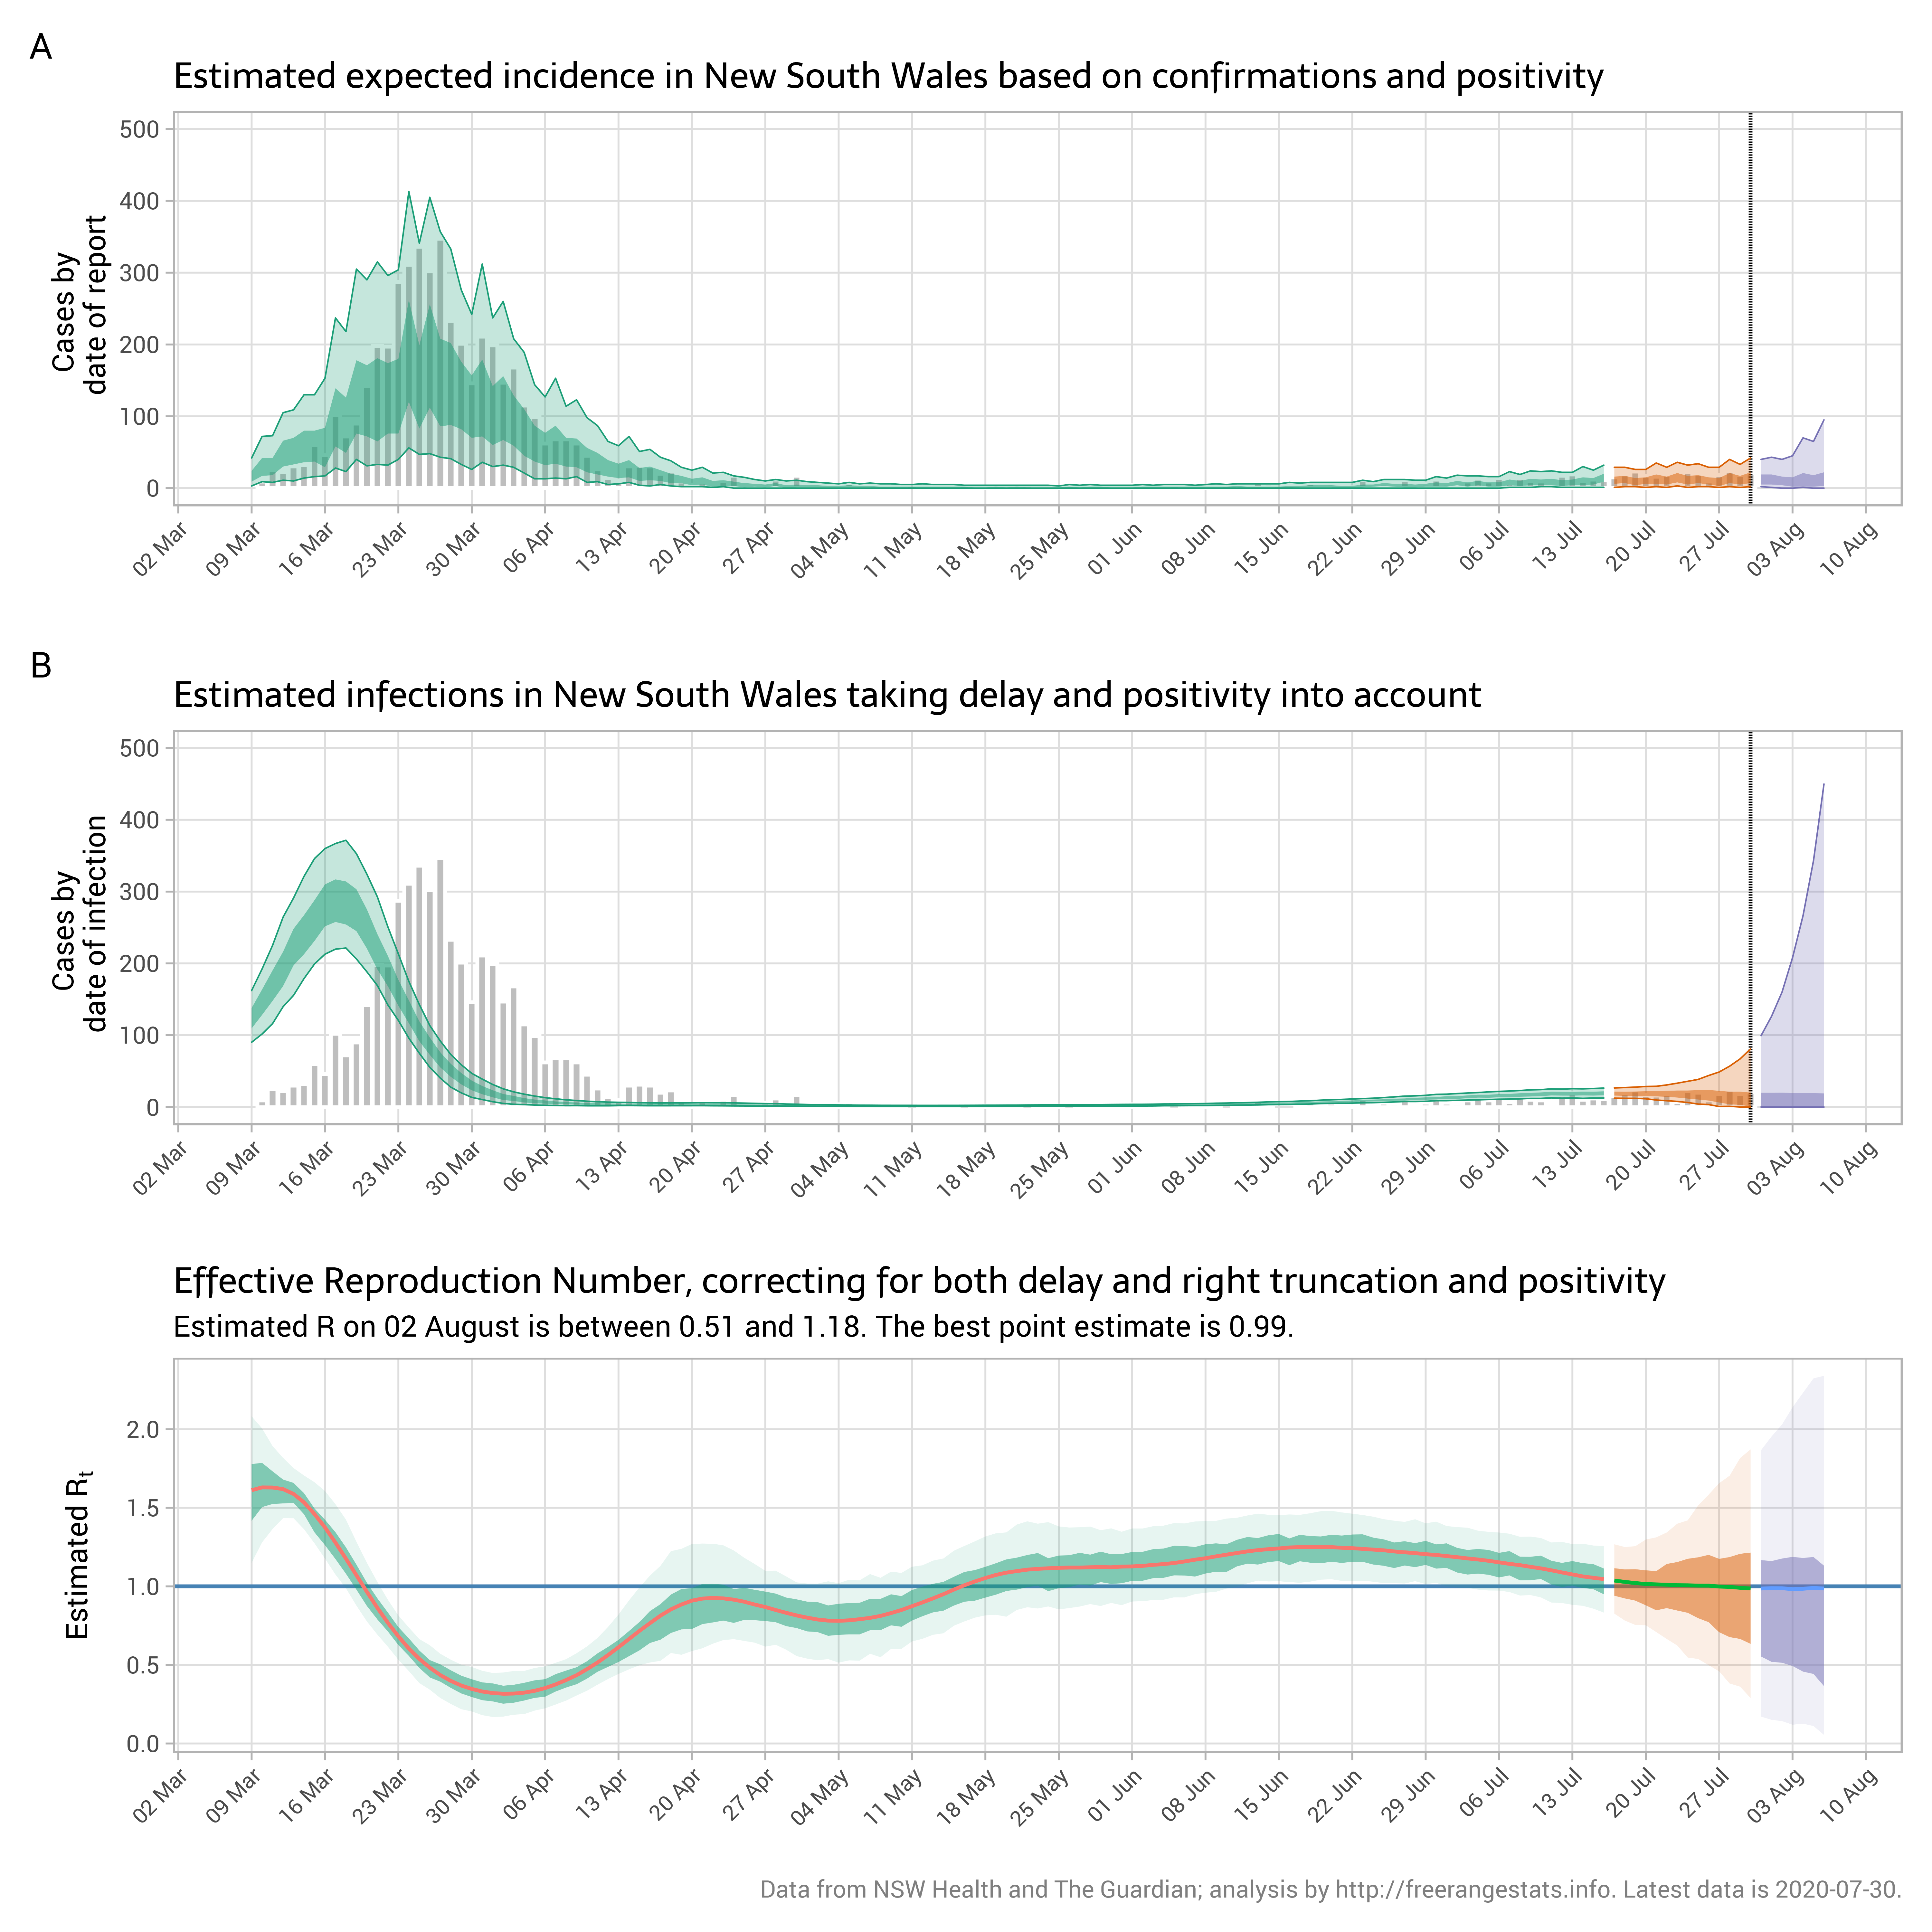 A
Estimated expected incidence in New South Wales based on confirmations and positivity
Cases by
date of report
500
400
300
200
100
0
02 Mar 09 Mar 16 Mar 23 Mar 30 Mar 06 Apr 13 Apr 20 Apr 27 Apr 04 May 11 May 18 May 25 May 01 Jun 08 Jun 15 Jun 22 Jun 29 Jun 06 Jul 13 Jul 20 Jul 27 Jul 03 Aug 10 Aug
B
Estimated infections in New South Wales taking delay and positivity into account
Cases by
date of infection
500
400
300
200
100
0
02 Mar 09 Mar 16 Mar 23 Mar 30 Mar 06 Apr 13 Apr 20 Apr 27 Apr 04 May 11 May 18 May 25 May 01 Jun 08 Jun 15 Jun 22 Jun 29 Jun 06 Jul 13 Jul 20 Jul 27 Jul 03 Aug 10 Aug
Effective Reproduction Number, correcting for both delay and right truncation and positivity
Estimated R on 02 August is between 0.51 and 1.18. The best point estimate is 0.99.
Estimated Rt
2.0
1.5
1.0
0.5
0.0
02 Mar 09 Mar 16 Mar 23 Mar 30 Mar 06 Apr 13 Apr 20 Apr 27 Apr 04 May 11 May 18 May 25 May 01 Jun 08 Jun 15 Jun 22 Jun 29 Jun 06 Jul 13 Jul 20 Jul 27 Jul 03 Aug 10 Aug
Data from NSW Health and The Guardian; analysis by http://freerangestats.info. Latest data is 2020-07-30.